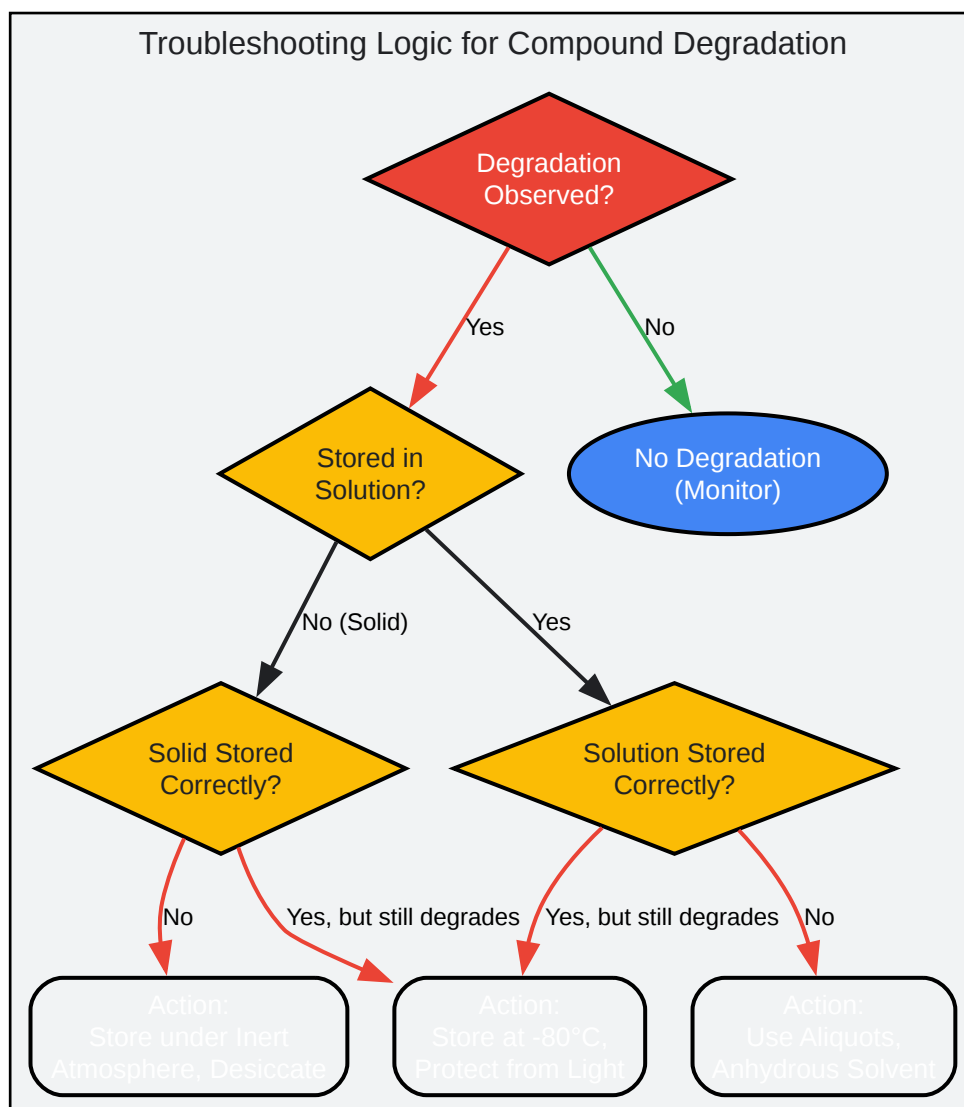 Troubleshooting Logic for Compound Degradation
Degradation
Observed?
Yes
No
Stored in
Solution?
No Degradation
(Monitor)
No (Solid)
Yes
Solid Stored
Correctly?
Solution Stored
Correctly?
No
Yes, but still degrades
Yes, but still degrades
No
Action:
Store under Inert
Atmosphere, Desiccate
Action:
Store at -80°C,
Protect from Light
Action:
Use Aliquots,
Anhydrous Solvent